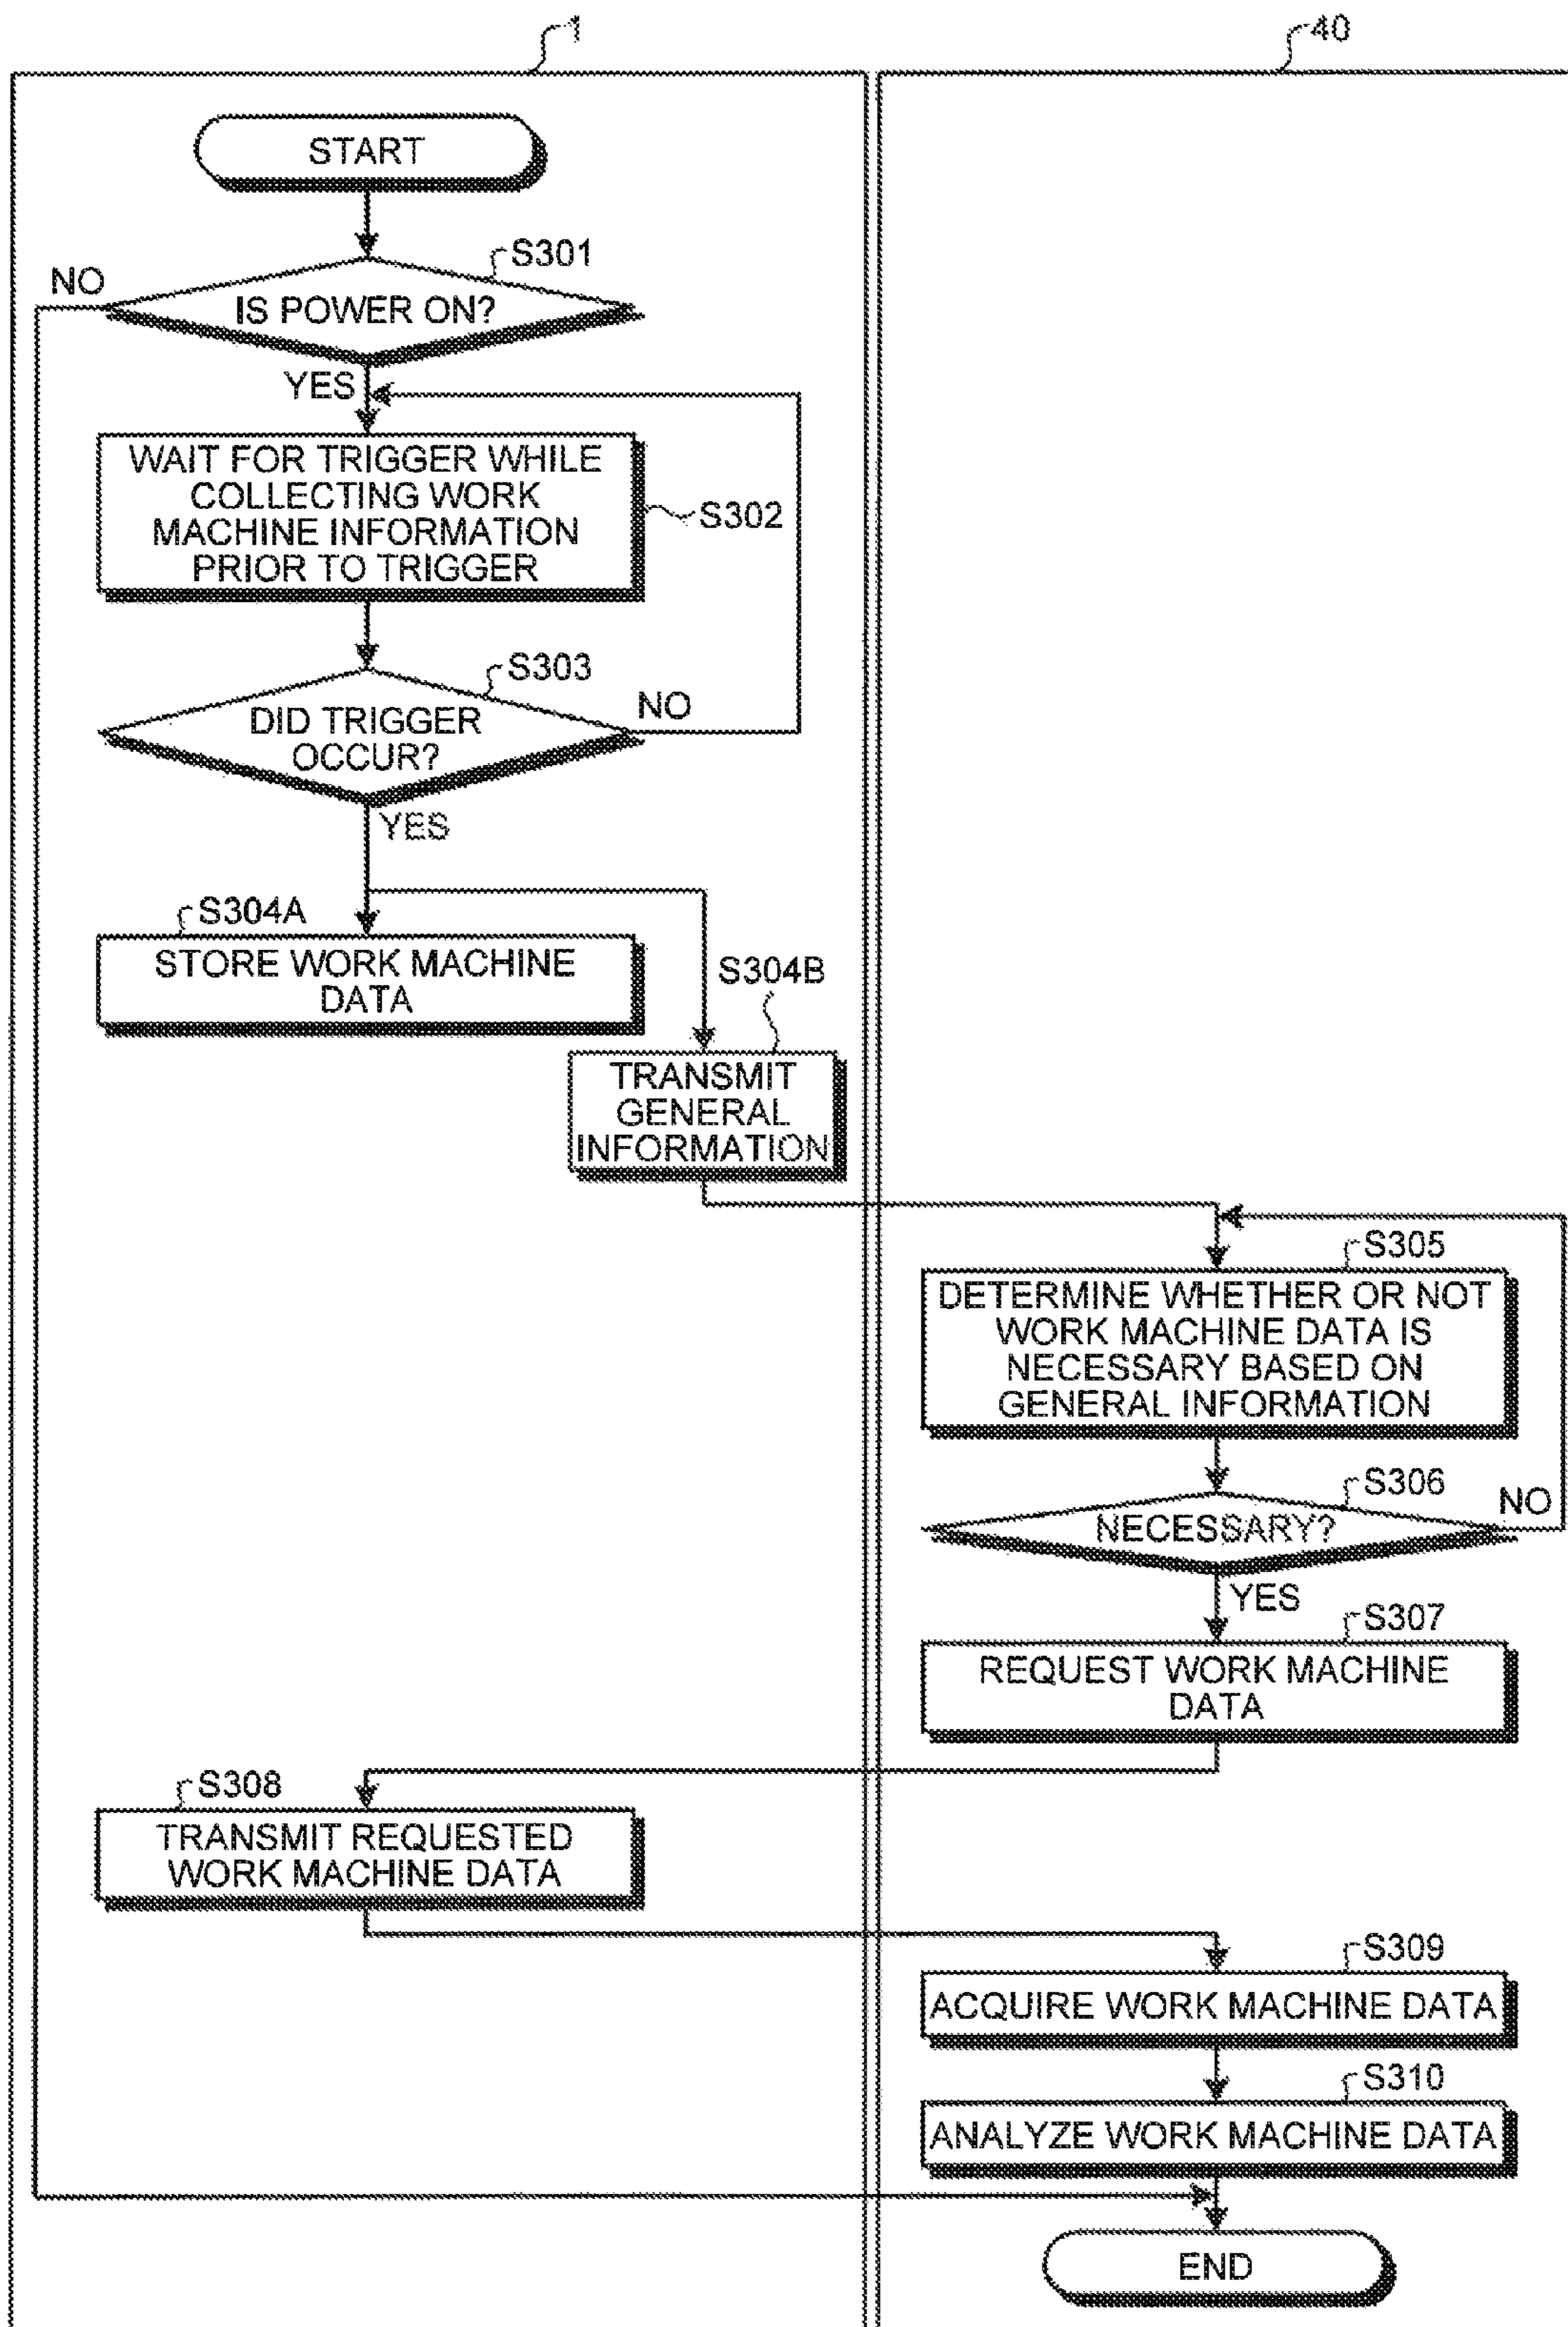 1
40
START
S301
NO
IS POWER ON?
YES
WAIT FOR TRIGGER WHILE
COLLECTING WORK
MACHINE INFORMATION
PRIOR TO TRIGGER
S302
S303
NO
DID TRIGGER
OCCUR?
YES
S304A
STORE WORK MACHINE
DATA
S304B
TRANSMIT
GENERAL
INFORMATION
S305
DETERMINE WHETHER OR NOT
WORK MACHINE DATA IS
NECESSARY BASED ON
GENERAL INFORMATION
S306
NO
NECESSARY?
YES
S307
REQUEST WORK MACHINE
DATA
S308
TRANSMIT REQUESTED
WORK MACHINE DATA
S309
ACQUIRE WORK MACHINE DATA
S310
ANALYZE WORK MACHINE DATA
END